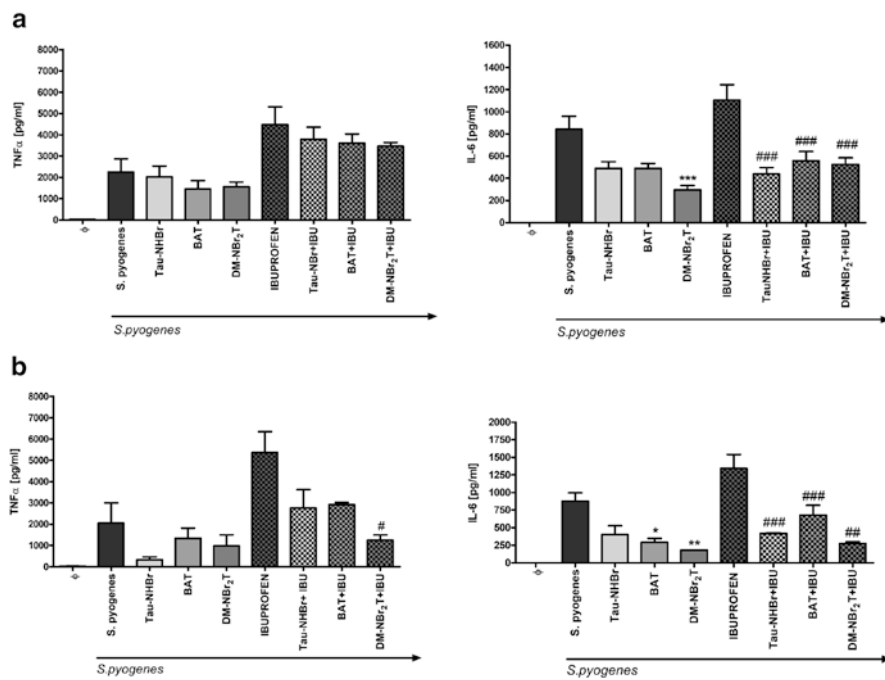 a
TNFα [pg/ml]
8000
7000
6000
5000
4000
3000
2000
1000
0
ϕ
S. pyogenes
Tau-NHBr
BAT
DM-NBr₂T
IBUPROFEN
Tau-NBr+IBU
BAT+IBU
DM-NBr₂T+IBU
S.pyogenes
IL-6 [pg/ml]
1600
1400
1200
1000
800
600
400
200
0
***
###
###
###
ϕ
S. pyogenes
Tau-NHBr
BAT
DM-NBr₂T
IBUPROFEN
TauNHBr+IBU
BAT+IBU
DM-NBr₂T+IBU
S.pyogenes
b
TNFα [pg/ml]
8000
7000
6000
5000
4000
3000
2000
1000
0
#
ϕ
S. pyogenes
Tau-NHBr
BAT
DM-NBr₂T
IBUPROFEN
Tau-NHBr+ IBU
BAT+IBU
DM-NBr₂T+IBU
S.pyogenes
IL-6 [pg/ml]
2000
1750
1500
1250
1000
750
500
250
0
*
**
###
###
##
ϕ
S. pyogenes
Tau-NHBr
BAT
DM-NBr₂T
IBUPROFEN
Tau-NHBr+IBU
BAT+IBU
DM-NBr₂T+IBU
S.pyogenes